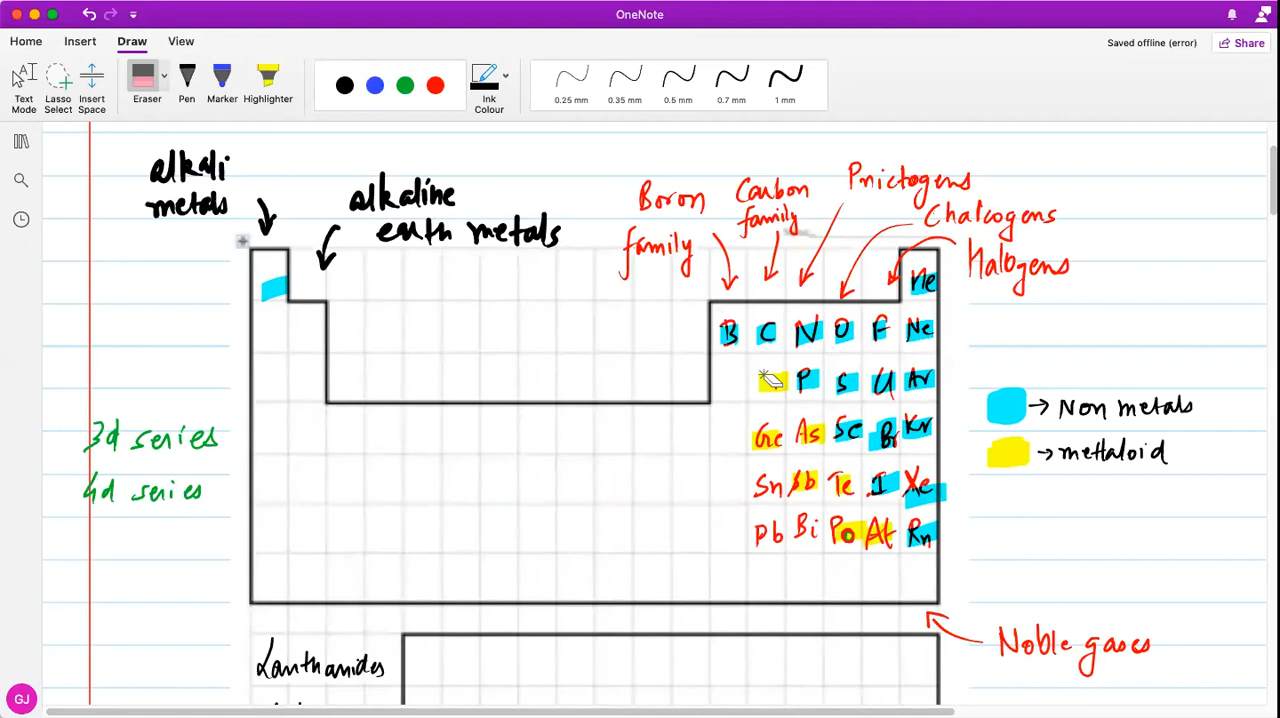 OneNote
Home Insert Draw View
Saved offline (error) Share
Text Mode
Lasso Select
Insert Space
Eraser
Pen
Marker
Highlighter
Ink Colour
0.25 mm 0.35 mm 0.5 mm 0.7 mm 1 mm
alkali
metals
alkaline
earth metals
Boron
family
Carbon
family
Pnictogens
Chalcogens
Halogens
He
B C N O F Ne
P S Cl Ar
Ge As Se Br Kr
Sn Sb Te I Xe
Pb Bi Po At Rn
3d series
4d series
Non metals
mettaloid
Noble gases
Lanthanides
GJ